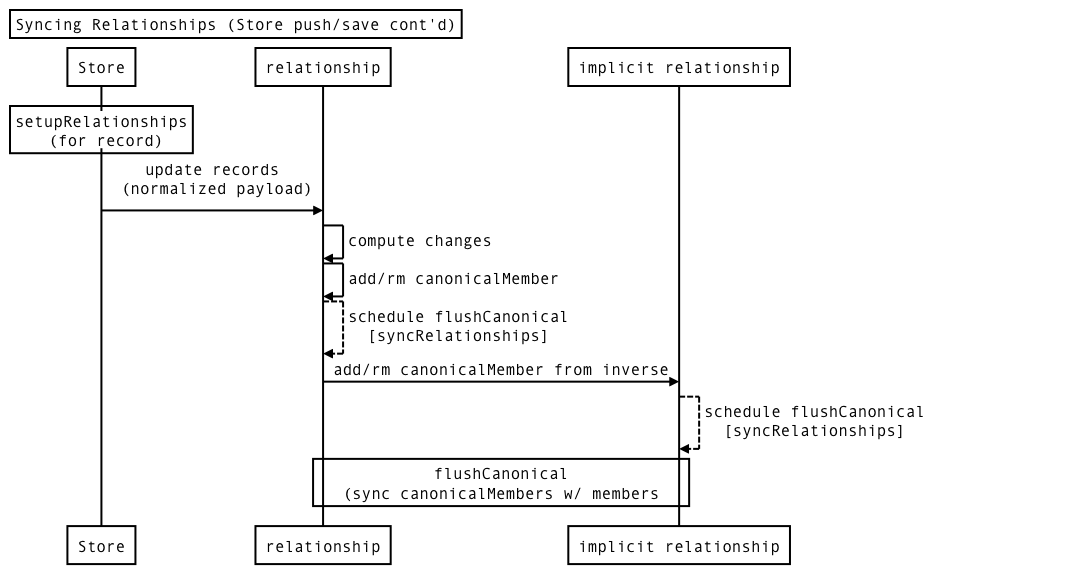 Syncing Relationships (Store push/save cont'd)
Store
relationship
implicit relationship
setupRelationships
(for record)
update records
(normalized payload)
compute changes
add/rm canonicalMember
schedule flushCanonical
[syncRelationships]
add/rm canonicalMember from inverse
schedule flushCanonical
[syncRelationships]
flushCanonical
(sync canonicalMembers w/ members
Store
relationship
implicit relationship